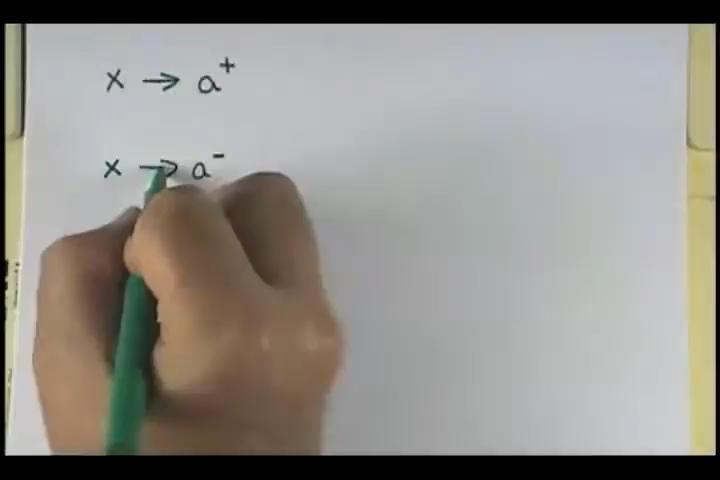 x → a⁺
x → a⁻